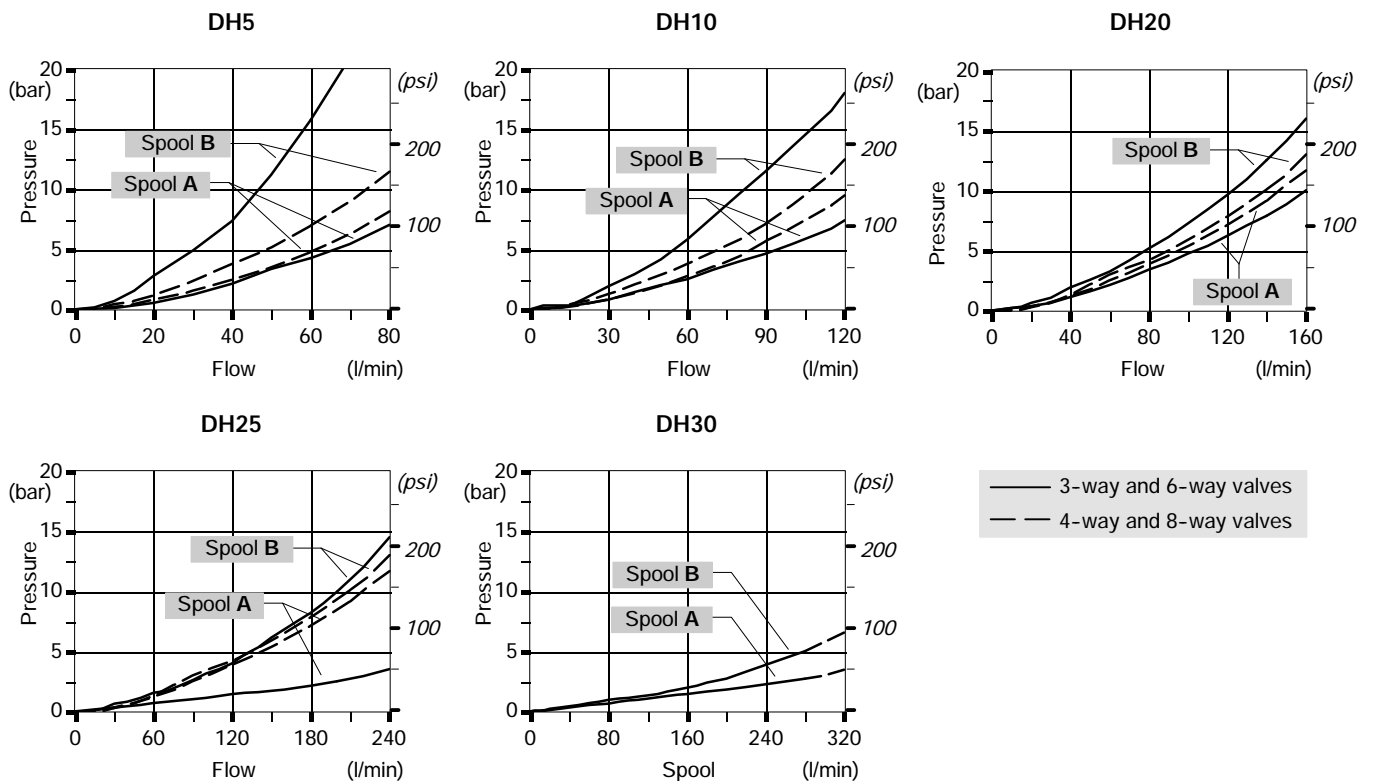 DH5
20
(bar)
15
10
5
0
Pressure
(psi)
200
100
0
Spool B
Spool A
0 20 40 60 80
Flow (l/min)
DH10
20
(bar)
15
10
5
0
Pressure
(psi)
200
100
0
Spool B
Spool A
0 30 60 90 120
Flow (l/min)
DH20
20
(bar)
15
10
5
0
Pressure
(psi)
200
100
0
Spool B
Spool A
0 40 80 120 160
Flow (l/min)
DH25
20
(bar)
15
10
5
0
Pressure
(psi)
200
100
0
Spool B
Spool A
0 60 120 180 240
Flow (l/min)
DH30
20
(bar)
15
10
5
0
Pressure
(psi)
200
100
0
Spool B
Spool A
0 80 160 240 320
Spool (l/min)
3-way and 6-way valves
4-way and 8-way valves